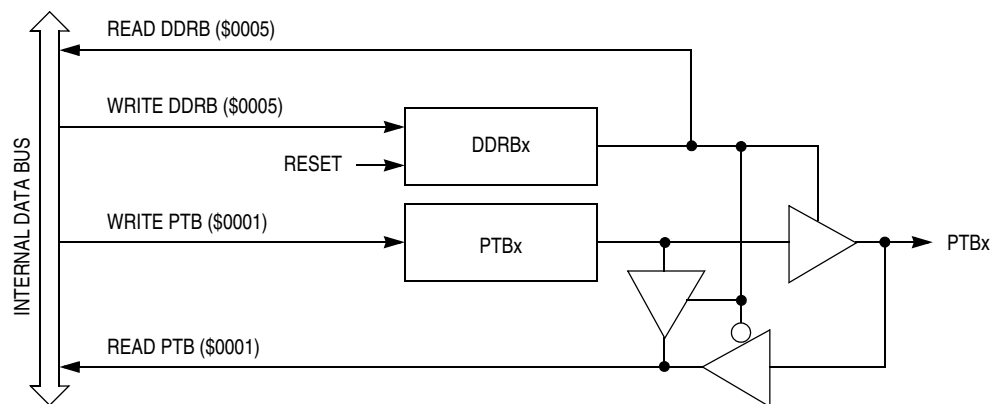 READ DDRB ($0005)
WRITE DDRB ($0005)
DDRBx
RESET
INTERNAL DATA BUS
WRITE PTB ($0001)
PTBx
PTBx
READ PTB ($0001)